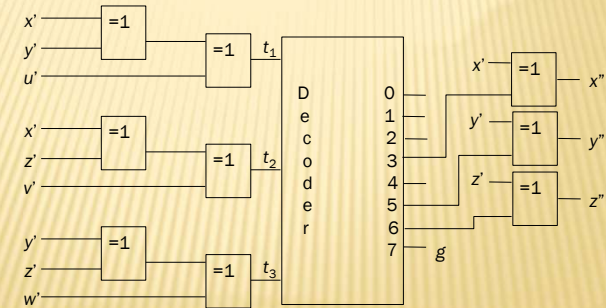 x'
=1
y'
=1
t1
u'
x'
=1
z'
=1
t2
v'
y'
=1
z'
=1
t3
w'
Decoder
0
1
2
3
4
5
6
7
g
x'
=1
x"
y'
=1
y"
z'
=1
z"